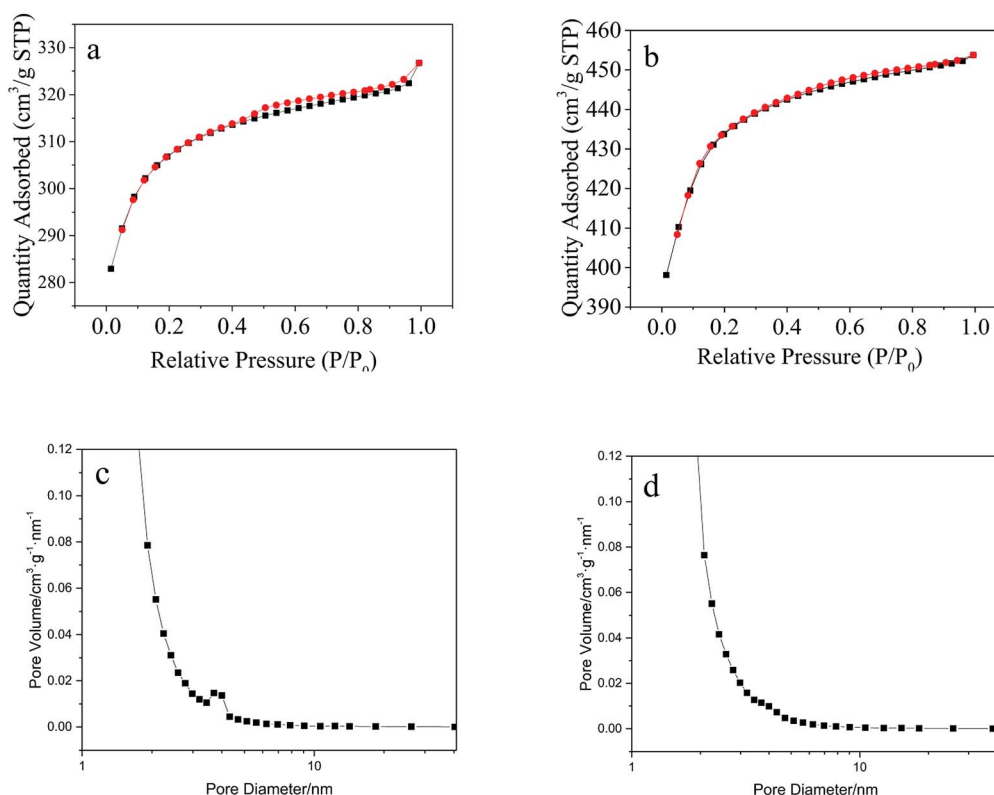 a
Quantity Adsorbed (cm³/g STP)
330
320
310
300
290
280
0.0 0.2 0.4 0.6 0.8 1.0
Relative Pressure (P/P₀)
b
Quantity Adsorbed (cm³/g STP)
460
450
440
430
420
410
400
390
0.0 0.2 0.4 0.6 0.8 1.0
Relative Pressure (P/P₀)
c
Pore Volume/cm³·g⁻¹·nm⁻¹
0.12
0.10
0.08
0.06
0.04
0.02
0.00
1 10
Pore Diameter/nm
d
Pore Volume/cm³·g⁻¹·nm⁻¹
0.12
0.10
0.08
0.06
0.04
0.02
0.00
1 10
Pore Diameter/nm